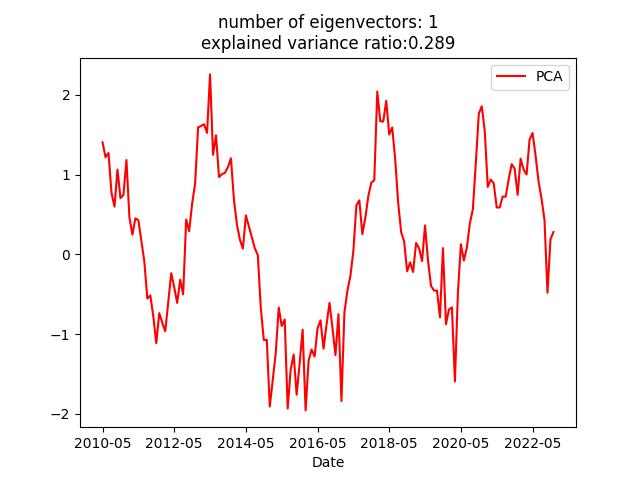 number of eigenvectors: 1
explained variance ratio:0.289
PCA
2
1
0
−1
−2
2010-05 2012-05 2014-05 2016-05 2018-05 2020-05 2022-05
Date